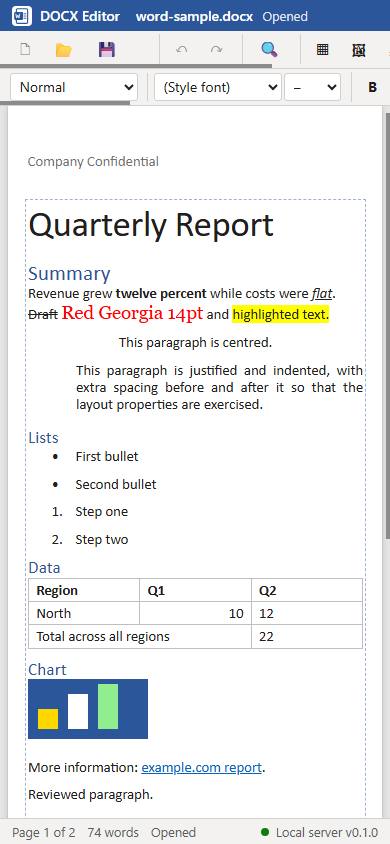 DOCX Editor word-sample.docx Opened
Normal (Style font) – B
Company Confidential
Quarterly Report
Summary
Revenue grew twelve percent while costs were flat.
Draft Red Georgia 14pt and highlighted text.
This paragraph is centred.
This paragraph is justified and indented, with
extra spacing before and after it so that the
layout properties are exercised.
Lists
• First bullet
• Second bullet
1. Step one
2. Step two
Data
Region Q1 Q2
North 10 12
Total across all regions 22
Chart
More information: example.com report.
Reviewed paragraph.
Page 1 of 2 74 words Opened Local server v0.1.0